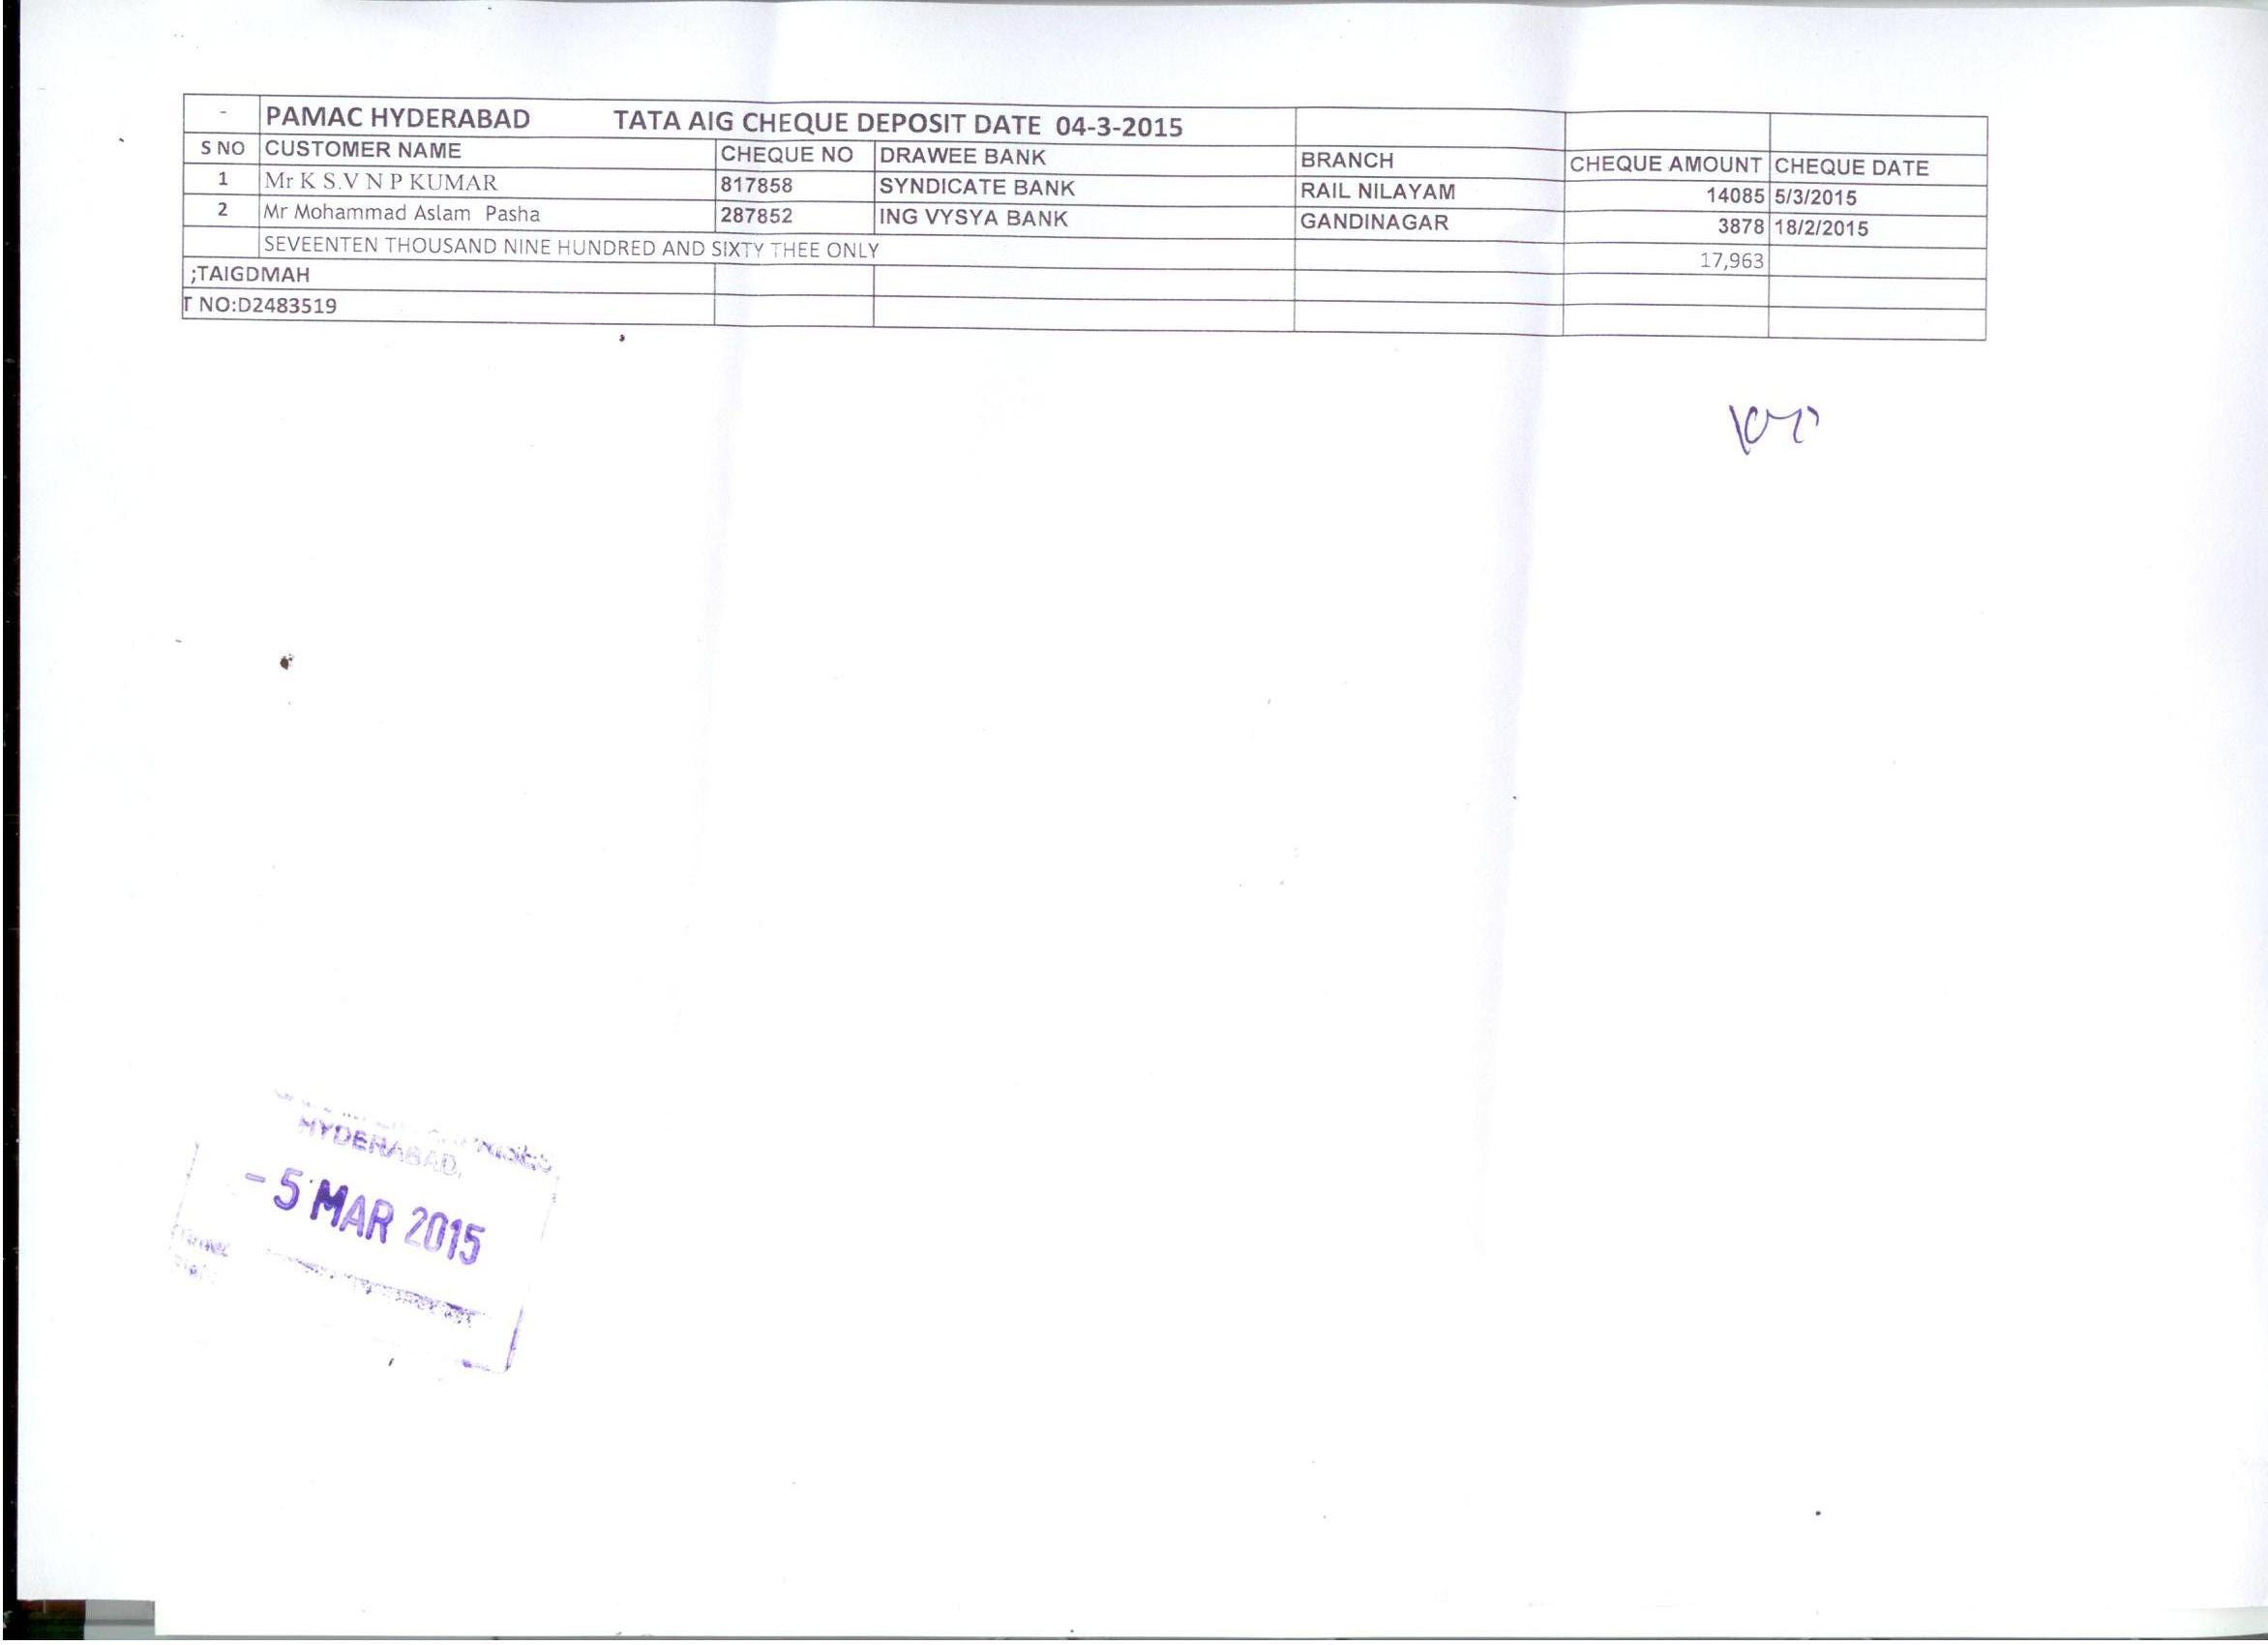 - PAMAC HYDERABAD TATA AIG CHEQUE DEPOSIT DATE 04-3-2015
S NO CUSTOMER NAME CHEQUE NO DRAWEE BANK BRANCH CHEQUE AMOUNT CHEQUE DATE
1 Mr K S.V N P KUMAR 817858 SYNDICATE BANK RAIL NILAYAM 14085 5/3/2015
2 Mr Mohammad Aslam Pasha 287852 ING VYSYA BANK GANDINAGAR 3878 18/2/2015
SEVEENTEN THOUSAND NINE HUNDRED AND SIXTY THEE ONLY 17,963
;TAIGDMAH
T NO:D2483519
HYDERABAD.
- 5 MAR 2015